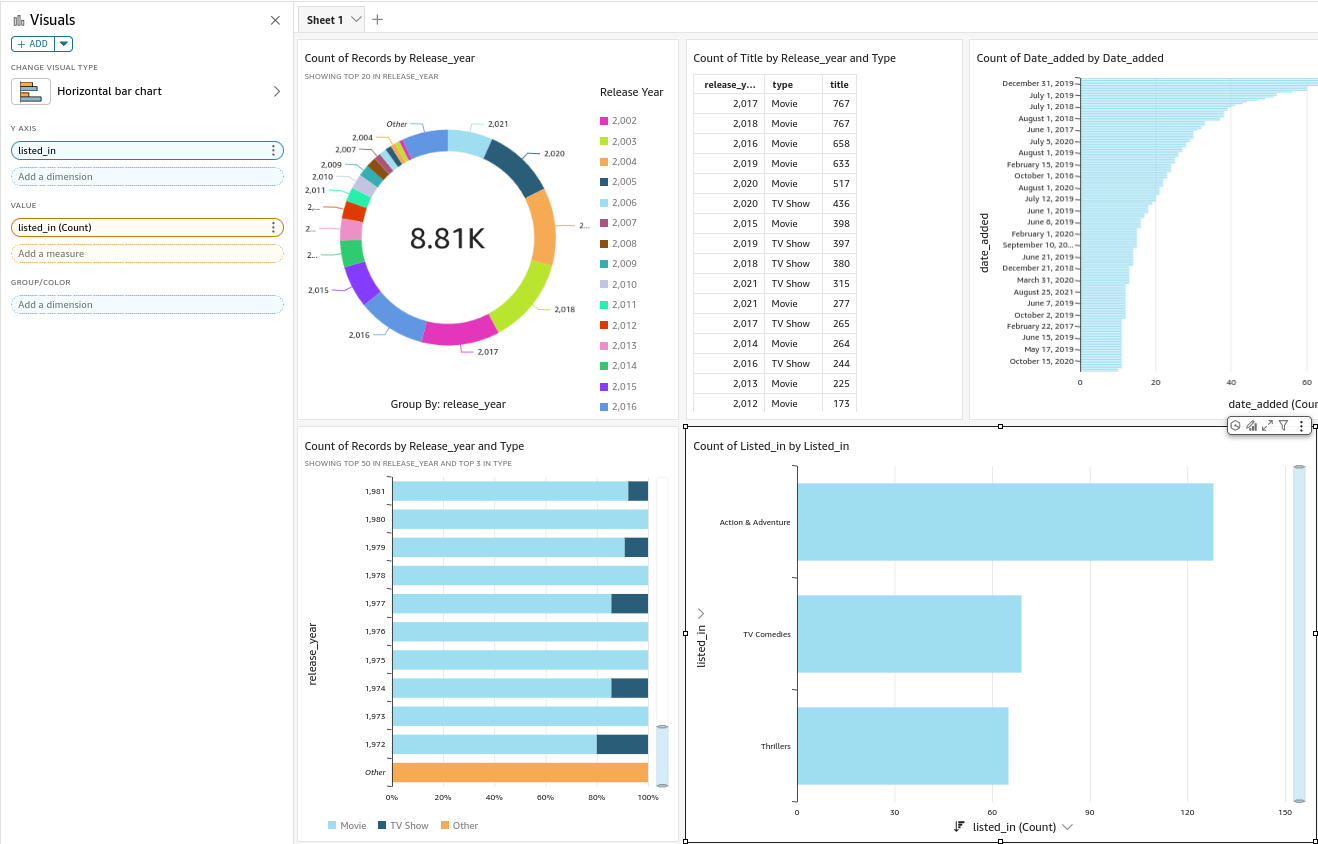 Visuals
ADD
CHANGE VISUAL TYPE
Horizontal bar chart
Y AXIS
listed_in
Add a dimension
VALUE
listed_in (Count)
Add a measure
GROUP/COLOR
Add a dimension
Sheet 1
Count of Records by Release_year
SHOWING TOP 20 IN RELEASE_YEAR
Other
2,021
2,004
2,020
2,007
2,009
2,010
2,011
2,...
2...
2...
2...
2...
2,018
2,015
2,016
2,017
8.81K
Group By: release_year
Release Year
2,002
2,003
2,004
2,005
2,006
2,007
2,008
2,009
2,010
2,011
2,012
2,013
2,014
2,015
2,016
Count of Title by Release_year and Type
release_y... type title
2,017 Movie 767
2,018 Movie 767
2,016 Movie 658
2,019 Movie 633
2,020 Movie 517
2,020 TV Show 436
2,015 Movie 398
2,019 TV Show 397
2,018 TV Show 380
2,021 TV Show 315
2,021 Movie 277
2,017 TV Show 265
2,014 Movie 264
2,016 TV Show 244
2,013 Movie 225
2,012 Movie 173
Count of Date_added by Date_added
date_added
December 31, 2019
July 1, 2019
July 1, 2018
August 1, 2018
June 1, 2017
July 5, 2020
August 1, 2019
February 15, 2019
October 1, 2016
August 1, 2020
July 12, 2019
June 1, 2019
June 6, 2019
February 1, 2020
September 10, 20...
June 21, 2019
December 21, 2018
March 31, 2020
August 25, 2021
June 7, 2019
October 2, 2019
February 22, 2017
June 15, 2019
May 17, 2019
October 15, 2020
0 20 40 60
date_added (Cour
Count of Records by Release_year and Type
SHOWING TOP 50 IN RELEASE_YEAR AND TOP 3 IN TYPE
release_year
1,981
1,980
1,979
1,978
1,977
1,976
1,975
1,974
1,973
1,972
Other
0% 20% 40% 60% 80% 100%
Movie TV Show Other
Count of Listed_in by Listed_in
listed_in
Action & Adventure
TV Comedies
Thrillers
0 30 60 90 120 150
listed_in (Count)